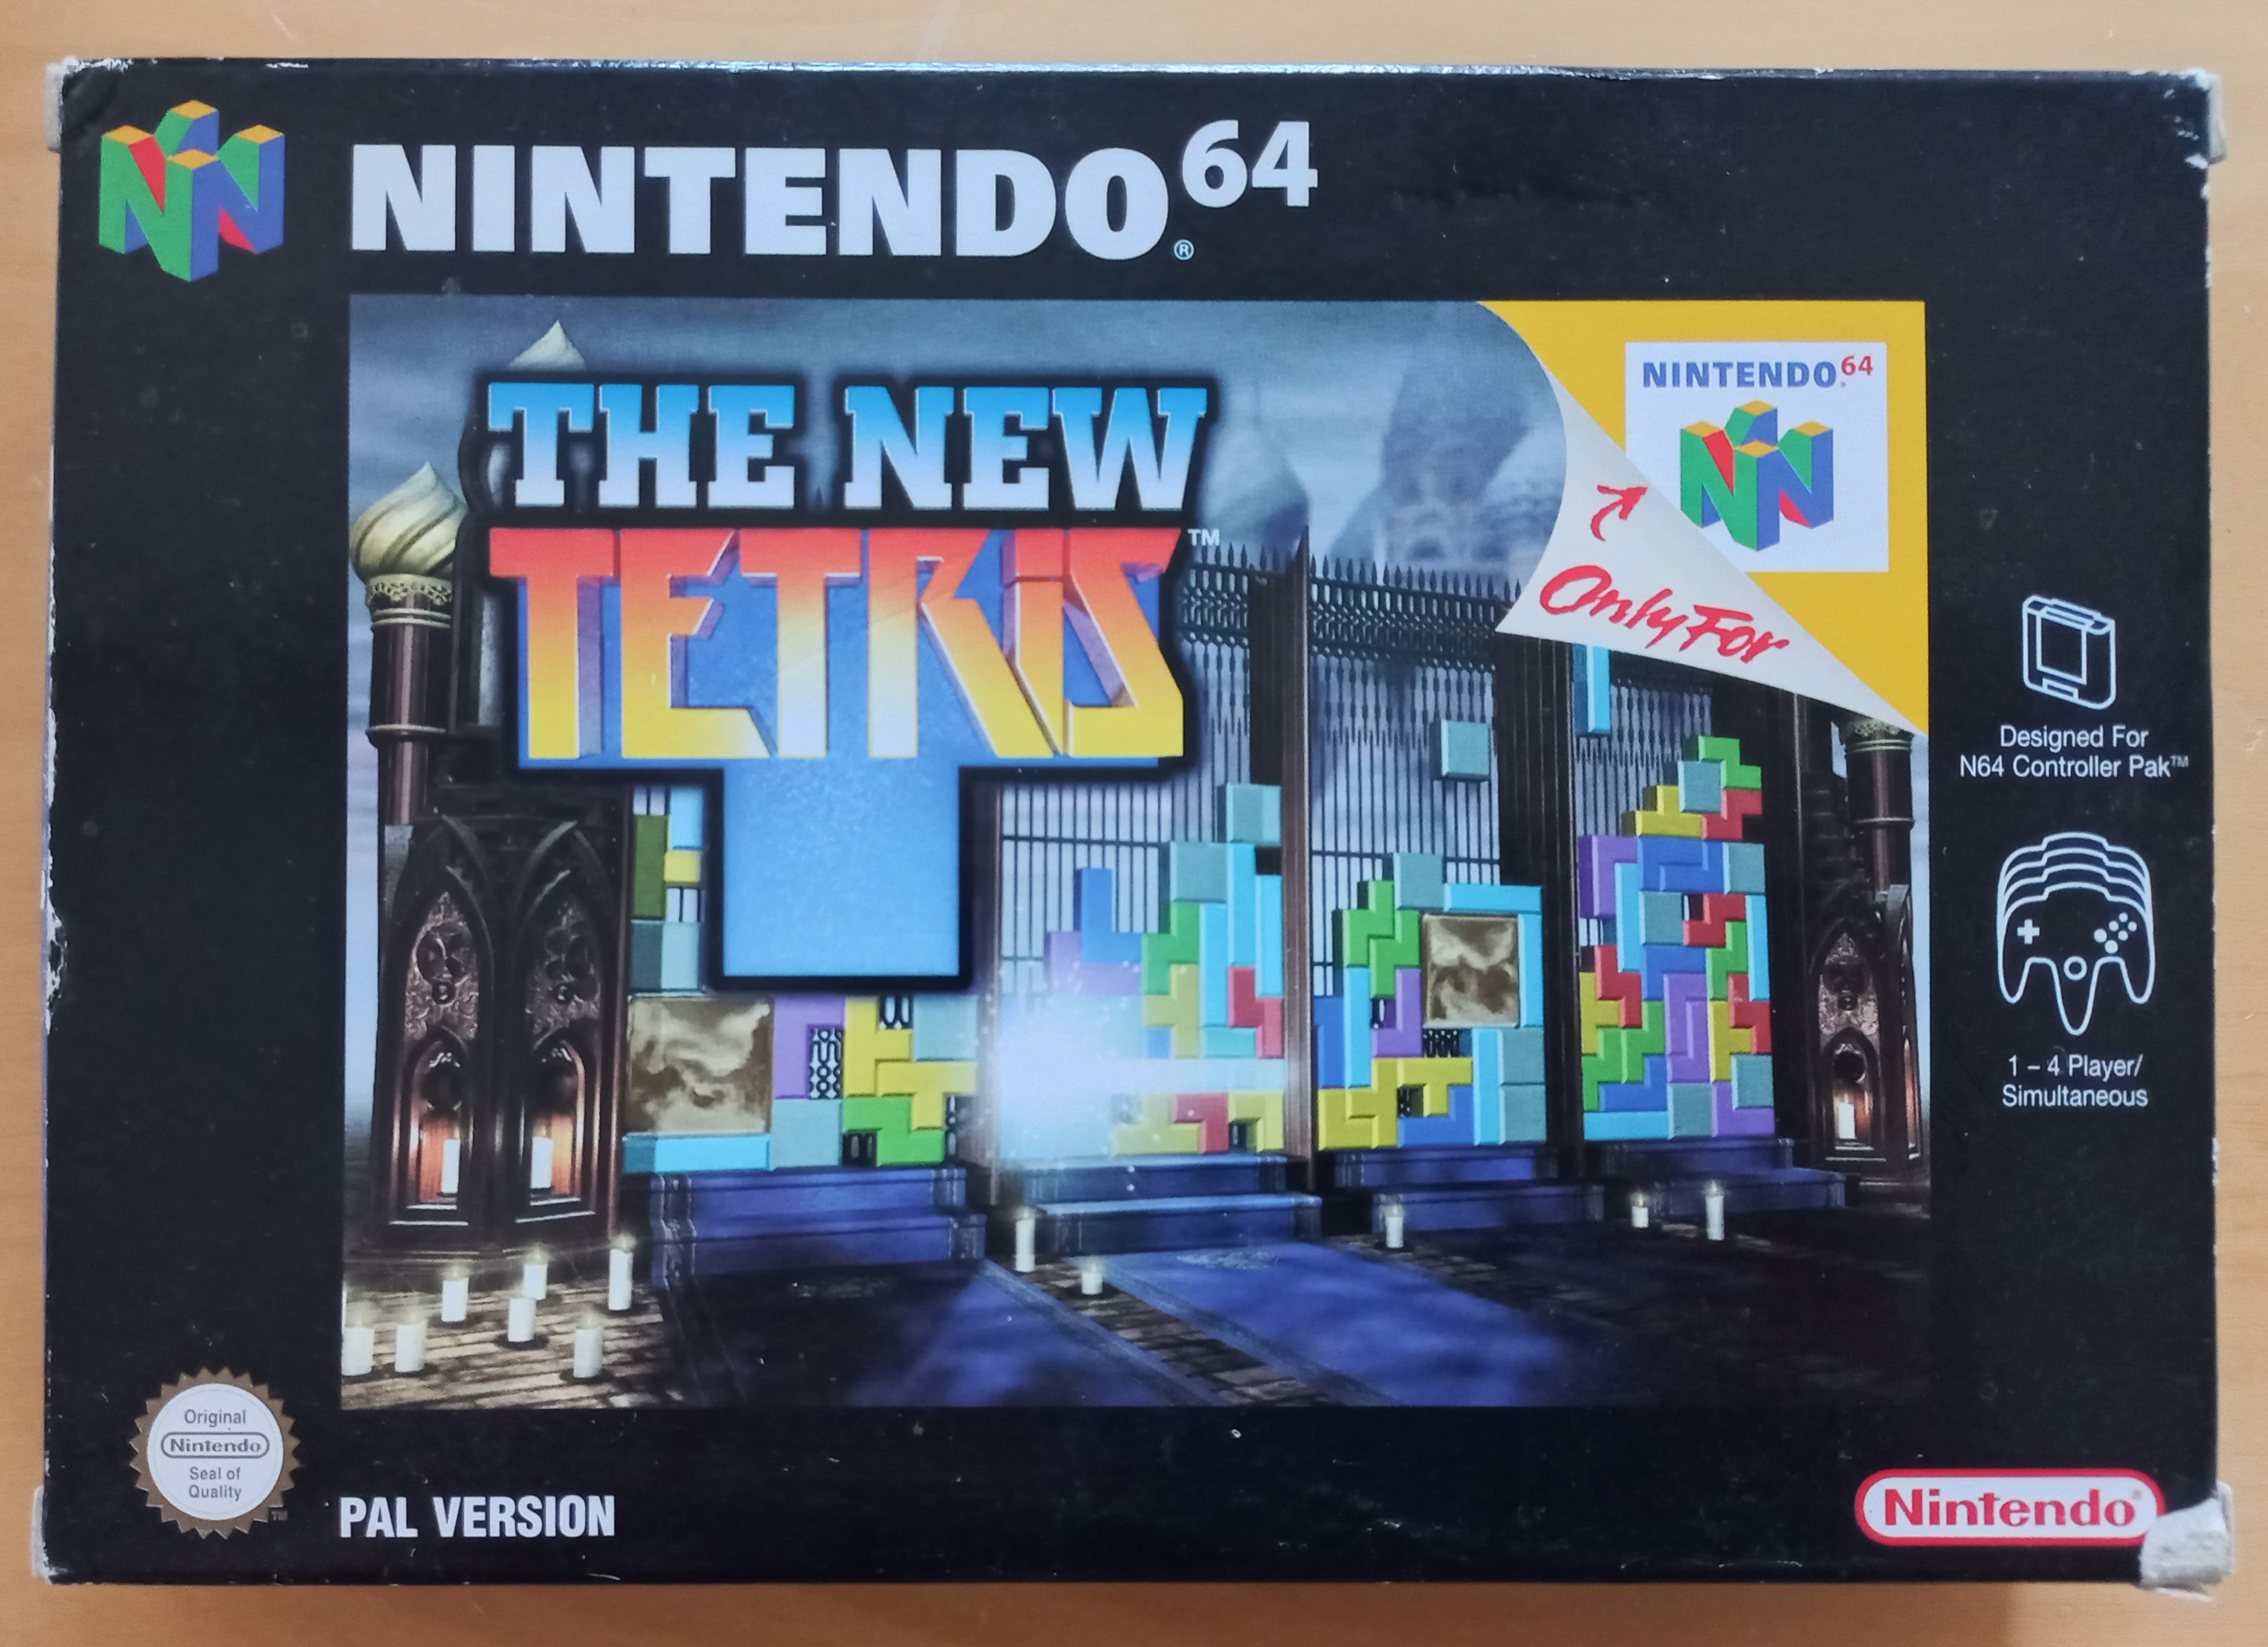 NINTENDO64
®
THE NEW
TETRIS™
NINTENDO64
Only For
Designed For
N64 Controller Pak™
1 – 4 Player/
Simultaneous
Original
Nintendo
Seal of
Quality
™
PAL VERSION
Nintendo®